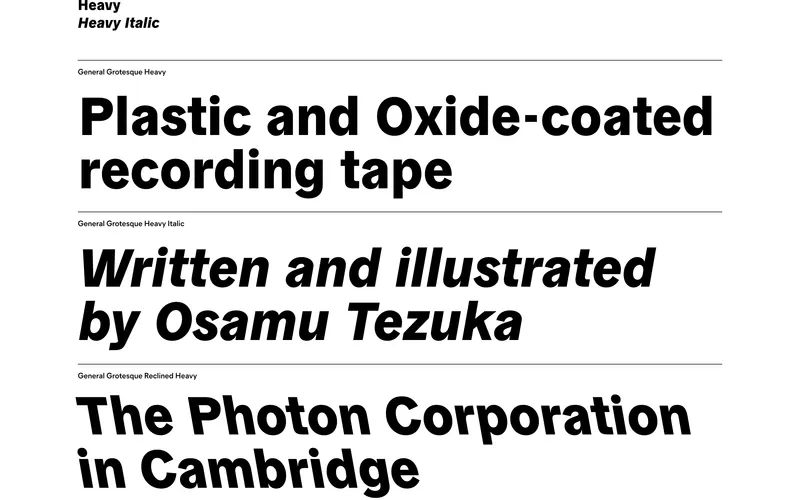 Heavy
Heavy Italic
General Grotesque Heavy
Plastic and Oxide-coated
recording tape
General Grotesque Heavy Italic
Written and illustrated
by Osamu Tezuka
General Grotesque Reclined Heavy
The Photon Corporation
in Cambridge